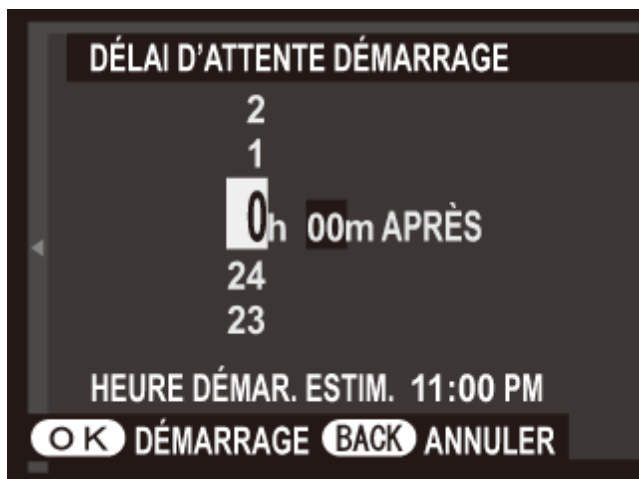 DÉLAI D'ATTENTE DÉMARRAGE
2
1
0h 00m APRÈS
24
23
HEURE DÉMAR. ESTIM. 11:00 PM
OK DÉMARRAGE BACK ANNULER